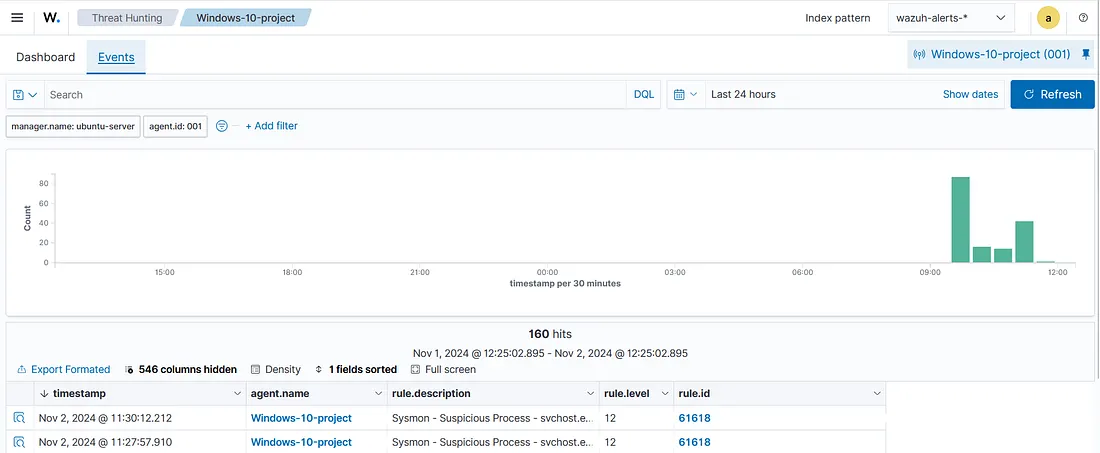 W. Threat Hunting Windows-10-project Index pattern wazuh-alerts-* a
Dashboard Events Windows-10-project (001)
Search DQL Last 24 hours Show dates Refresh
manager.name: ubuntu-server agent.id: 001 + Add filter
80
60
40
20
0
Count
15:00 18:00 21:00 00:00 03:00 06:00 09:00 12:00
timestamp per 30 minutes
160 hits
Nov 1, 2024 @ 12:25:02.895 - Nov 2, 2024 @ 12:25:02.895
Export Formated 546 columns hidden Density 1 fields sorted Full screen
timestamp agent.name rule.description rule.level rule.id
Nov 2, 2024 @ 11:30:12.212 Windows-10-project Sysmon - Suspicious Process - svchost.e... 12 61618
Nov 2, 2024 @ 11:27:57.910 Windows-10-project Sysmon - Suspicious Process - svchost.e... 12 61618